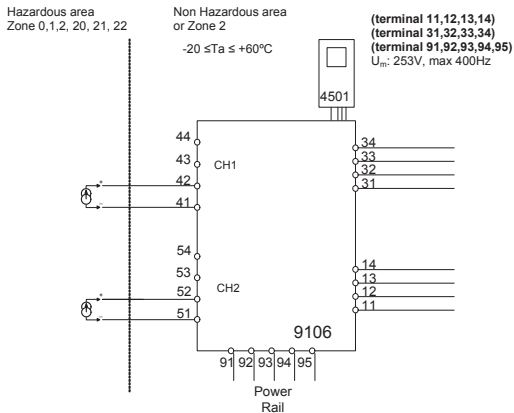 Hazardous area
Zone 0,1,2, 20, 21, 22
Non Hazardous area
or Zone 2
-20 ≤Ta ≤ +60ºC
(terminal 11,12,13,14)
(terminal 31,32,33,34)
(terminal 91,92,93,94,95)
Um: 253V, max 400Hz
4501
44
43
42
41
CH1
34
33
32
31
+
-
54
53
52
51
CH2
14
13
12
11
+
-
9106
91 92 93 94 95
Power
Rail